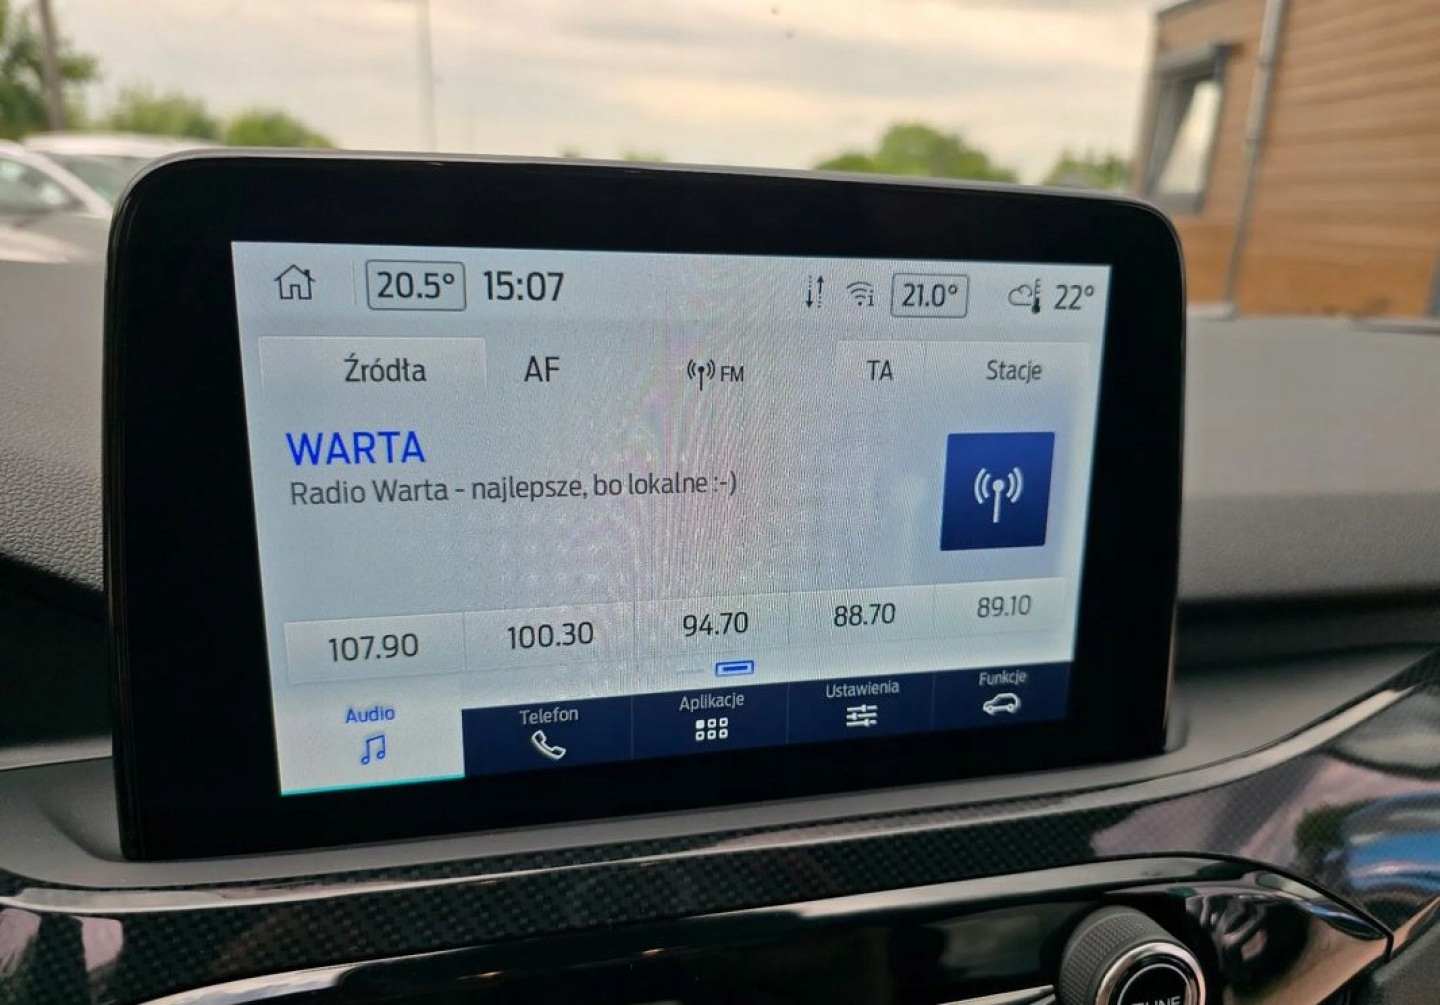 20.5° 15:07 21.0° 22°
Źródła AF FM TA Stacje
WARTA
Radio Warta - najlepsze, bo lokalne :-)
107.90 100.30 94.70 88.70 89.10
Audio Telefon Aplikacje Ustawienia Funkcje
TUNE